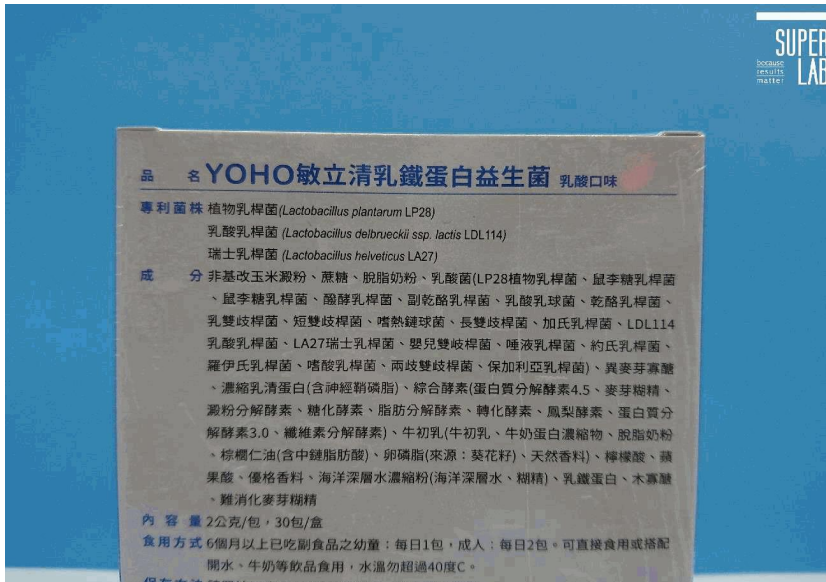 SUPER
LAB
because
results
matter
品名 YOHO敏立清乳鐵蛋白益生菌 乳酸口味
專利菌株 植物乳桿菌(Lactobacillus plantarum LP28)
乳酸乳桿菌 (Lactobacillus delbrueckii ssp. lactis LDL114)
瑞士乳桿菌 (Lactobacillus helveticus LA27)
成分 非基改玉米澱粉、蔗糖、脫脂奶粉、乳酸菌(LP28植物乳桿菌、鼠李糖乳桿菌
、鼠李糖乳桿菌、醱酵乳桿菌、副乾酪乳桿菌、乳酸乳球菌、乾酪乳桿菌、
乳雙歧桿菌、短雙歧桿菌、嗜熱鏈球菌、長雙歧桿菌、加氏乳桿菌、LDL114
乳酸乳桿菌、LA27瑞士乳桿菌、嬰兒雙歧桿菌、唾液乳桿菌、約氏乳桿菌、
羅伊氏乳桿菌、嗜酸乳桿菌、兩歧雙歧桿菌、保加利亞乳桿菌)、異麥芽寡醣
、濃縮乳清蛋白(含神經鞘磷脂)、綜合酵素(蛋白質分解酵素4.5、麥芽糊精、
澱粉分解酵素、糖化酵素、脂肪分解酵素、轉化酵素、鳳梨酵素、蛋白質分
解酵素3.0、纖維素分解酵素)、牛初乳(牛初乳、牛奶蛋白濃縮物、脫脂奶粉
、棕櫚仁油(含中鏈脂肪酸)、卵磷脂(來源：葵花籽)、天然香料)、檸檬酸、蘋
果酸、優格香料、海洋深層水濃縮粉(海洋深層水、糊精)、乳鐵蛋白、木寡醣
、難消化麥芽糊精
內容量 2公克/包，30包/盒
食用方式 6個月以上已吃副食品之幼童：每日1包，成人：每日2包。可直接食用或搭配
開水、牛奶等飲品食用，水溫勿超過40度C。